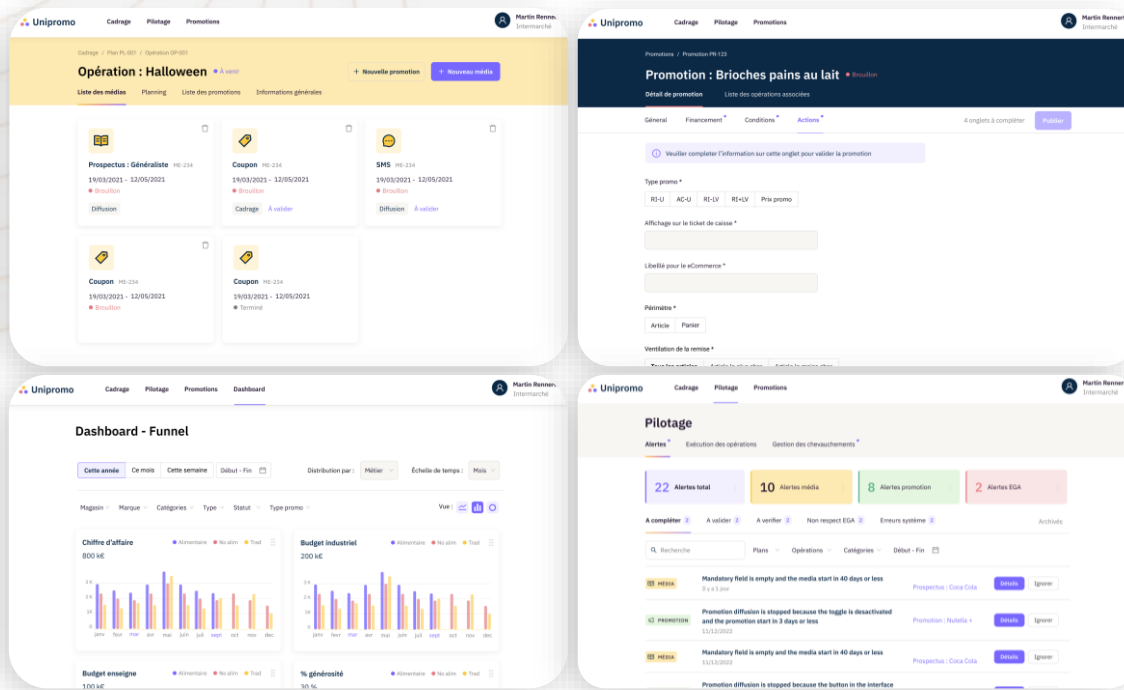 Unipromo
Cadrage Pilotage Promotions
Martin Renner
Intermarché
Cadrage / Plan PL-001 / Opération OP-001
Opération : Halloween À venir
+ Nouvelle promotion + Nouveau média
Liste des médias Planning Liste des promotions Informations générales
Prospectus : Généraliste ME-234
19/03/2021 - 12/05/2021
Brouillon
Diffusion
Coupon ME-234
19/03/2021 - 12/05/2021
Brouillon
Cadrage À valider
SMS ME-234
19/03/2021 - 12/05/2021
Brouillon
Diffusion À valider
Coupon ME-234
19/03/2021 - 12/05/2021
Brouillon
Coupon ME-234
19/03/2021 - 12/05/2021
Terminé
Unipromo
Cadrage Pilotage Promotions
Martin Renner
Intermarché
Promotions / Promotion PR-123
Promotion : Brioches pains au lait Brouillon
Détail de promotion Liste des opérations associées
Géneral Financement Conditions Actions
4 onglets à compléter Publier
Veuiller completer l'information sur cette onglet pour valider la promotion
Type promo *
RI-U AC-U RI-LV RI+LV Prix promo
Affichage sur le ticket de caisse *
Libellé pour le eCommerce *
Périmètre *
Article Panier
Ventilation de la remise *
Unipromo
Cadrage Pilotage Promotions Dashboard
Martin Renner
Intermarché
Dashboard - Funnel
Cette année Ce mois Cette semaine Début - Fin
Distribution par : Métier Échelle de temps : Mois
Magasin Marque Catégories Type Statut Type promo
Vue :
Chiffre d'affaire Alimentaire No alim Trad
800 k€
3 K
2 K
1K
0
janv fevr mar avr mai juin juil sept oct nov dec
Budget industriel Alimentaire No alim Trad
200 k€
3 K
2 K
1K
0
janv fevr mar avr mai juin juil sept oct nov dec
Budget enseigne Alimentaire No alim Trad
100 k€
% générosité Alimentaire No alim Trad
30 %
Unipromo
Cadrage Pilotage Promotions
Martin Renner
Intermarché
Pilotage
Alertes Exécution des opérations Gestion des chevauchements
22 Alertes total
10 Alertes média
8 Alertes promotion
2 Alertes EGA
A compléter 2 A valider 2 A verifier 2 Non respect EGA 2 Erreurs système 2
Archivés
Recherche Plans Opérations Catégories Début - Fin
MÉDIA
Mandatory field is empty and the media start in 40 days or less
Il y a 1 jour
Prospectus : Coca Cola Détails Ignorer
PROMOTION
Promotion diffusion is stopped because the toggle is desactivated
and the promotion start in 3 days or less
11/12/2022
Promotion : Nutella + Détails Ignorer
MÉDIA
Mandatory field is empty and the media start in 40 days or less
11/12/2022
Prospectus : Coca Cola Détails Ignorer
Promotion diffusion is stopped because the button in the interface